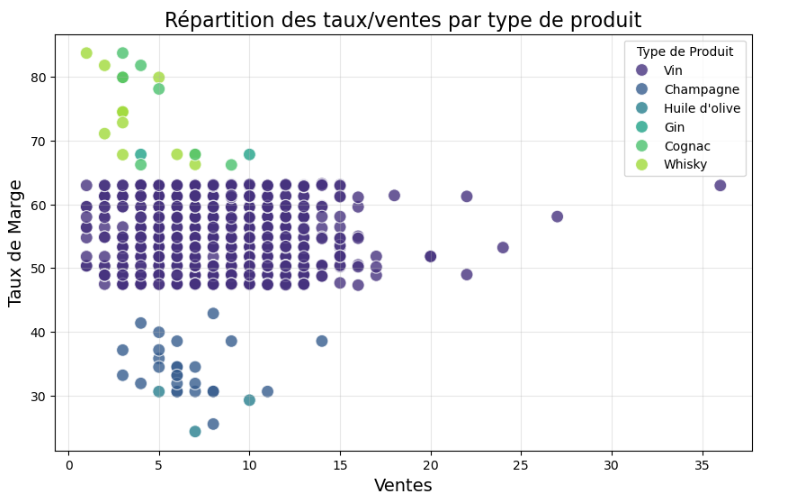 Répartition des taux/ventes par type de produit
Type de Produit
Vin
Champagne
Huile d'olive
Gin
Cognac
Whisky
Taux de Marge
80
70
60
50
40
30
0 5 10 15 20 25 30 35
Ventes